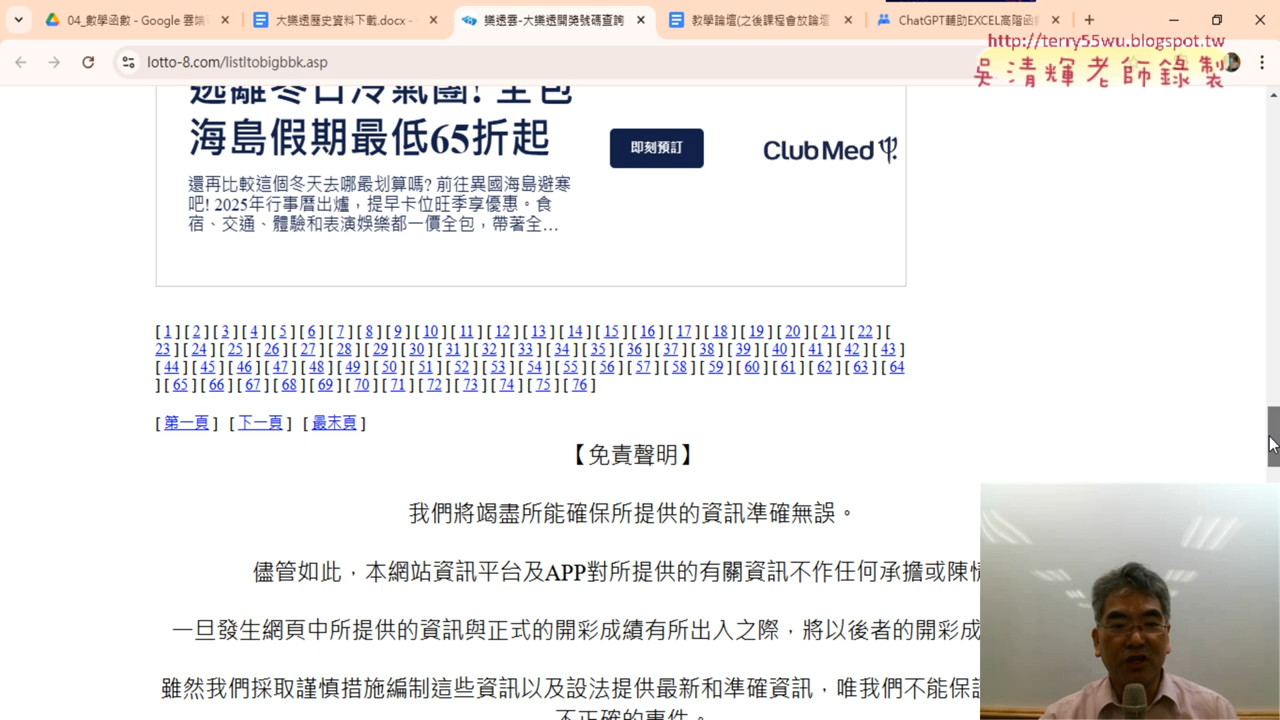 04_數學函數 - Google 雲端
大樂透歷史資料下載.docx -
樂透雲-大樂透開獎號碼查詢
教學論壇(之後課程會放論壇
ChatGPT輔助EXCEL高階函
http://terry55wu.blogspot.tw
lotto-8.com/listltobigbbk.asp
吳清輝老師錄製
逃離冬日冷氣團! 全包
海島假期最低65折起
即刻預訂
Club Med
還再比較這個冬天去哪最划算嗎? 前往異國海島避寒
吧! 2025年行事曆出爐，提早卡位旺季享優惠。食
宿、交通、體驗和表演娛樂都一價全包，帶著全…
[ 1 ] [ 2 ] [ 3 ] [ 4 ] [ 5 ] [ 6 ] [ 7 ] [ 8 ] [ 9 ] [ 10 ] [ 11 ] [ 12 ] [ 13 ] [ 14 ] [ 15 ] [ 16 ] [ 17 ] [ 18 ] [ 19 ] [ 20 ] [ 21 ] [ 22 ] [
23 ] [ 24 ] [ 25 ] [ 26 ] [ 27 ] [ 28 ] [ 29 ] [ 30 ] [ 31 ] [ 32 ] [ 33 ] [ 34 ] [ 35 ] [ 36 ] [ 37 ] [ 38 ] [ 39 ] [ 40 ] [ 41 ] [ 42 ] [ 43 ]
[ 44 ] [ 45 ] [ 46 ] [ 47 ] [ 48 ] [ 49 ] [ 50 ] [ 51 ] [ 52 ] [ 53 ] [ 54 ] [ 55 ] [ 56 ] [ 57 ] [ 58 ] [ 59 ] [ 60 ] [ 61 ] [ 62 ] [ 63 ] [ 64
] [ 65 ] [ 66 ] [ 67 ] [ 68 ] [ 69 ] [ 70 ] [ 71 ] [ 72 ] [ 73 ] [ 74 ] [ 75 ] [ 76 ]
[ 第一頁 ] [ 下一頁 ] [ 最末頁 ]
【免責聲明】
我們將竭盡所能確保所提供的資訊準確無誤。
儘管如此，本網站資訊平台及APP對所提供的有關資訊不作任何承擔或陳
一旦發生網頁中所提供的資訊與正式的開彩成績有所出入之際，將以後者的開彩成
雖然我們採取謹慎措施編制這些資訊以及設法提供最新和準確資訊，唯我們不能保
不正確的事件。